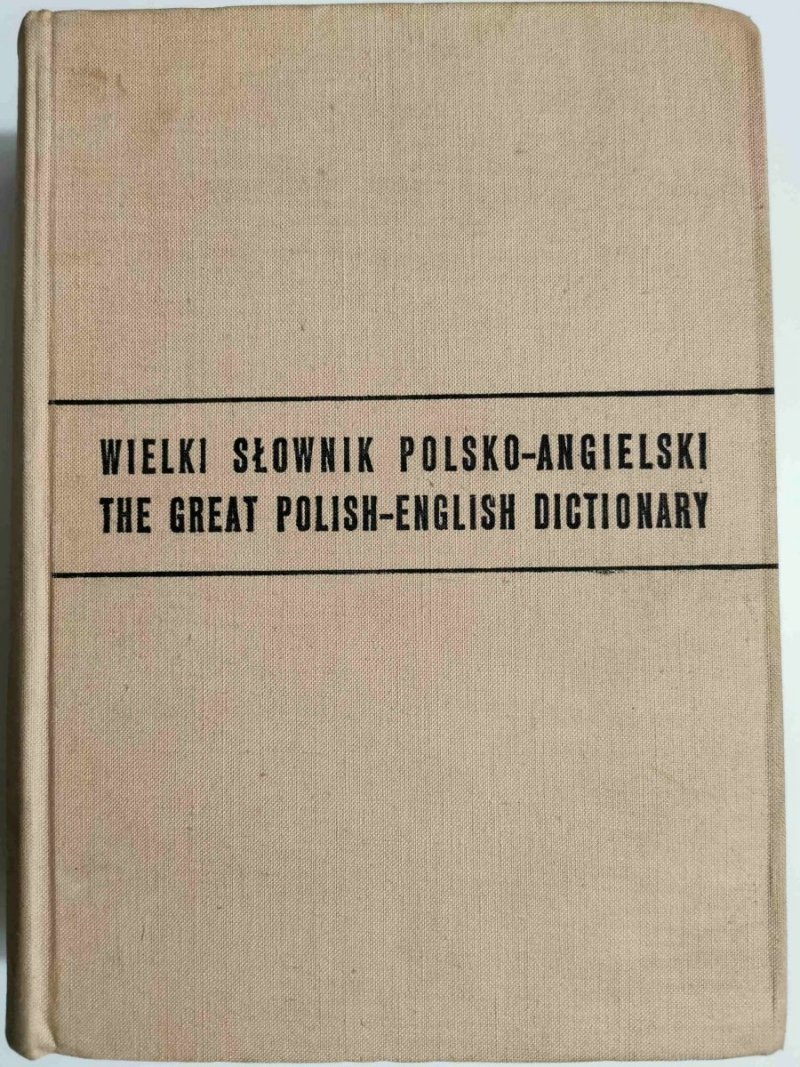 WIELKI SŁOWNIK POLSKO-ANGIELSKI
THE GREAT POLISH-ENGLISH DICTIONARY